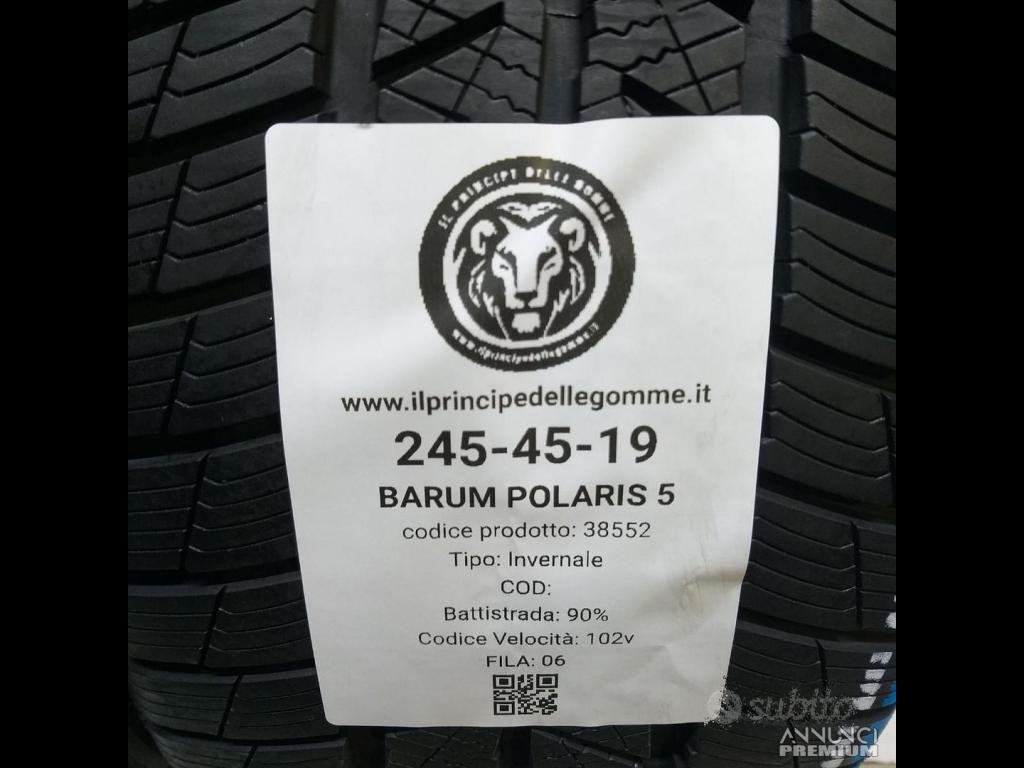 IL PRINCIPE DELLE GOMME
www.ilprincipedellegomme.it
www.ilprincipedellegomme.it
245-45-19
BARUM POLARIS 5
codice prodotto: 38552
Tipo: Invernale
COD:
Battistrada: 90%
Codice Velocità: 102v
FILA: 06
subito
ANNUNCI
PREMIUM